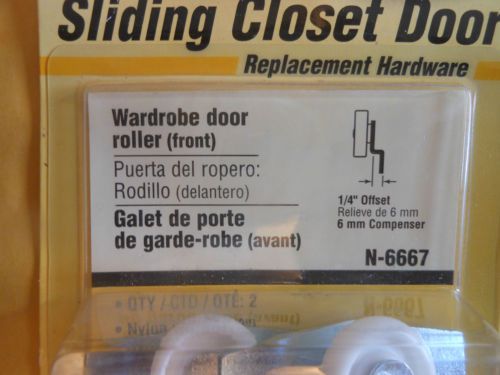 Sliding Closet Door
Replacement Hardware
Wardrobe door
roller (front)
Puerta del ropero:
Rodillo (delantero)
Galet de porte
de garde-robe (avant)
1/4" Offset
Relieve de 6 mm
6 mm Compenser
N-6667
• QTY / CTD / QTÉ: 2
• Nylon